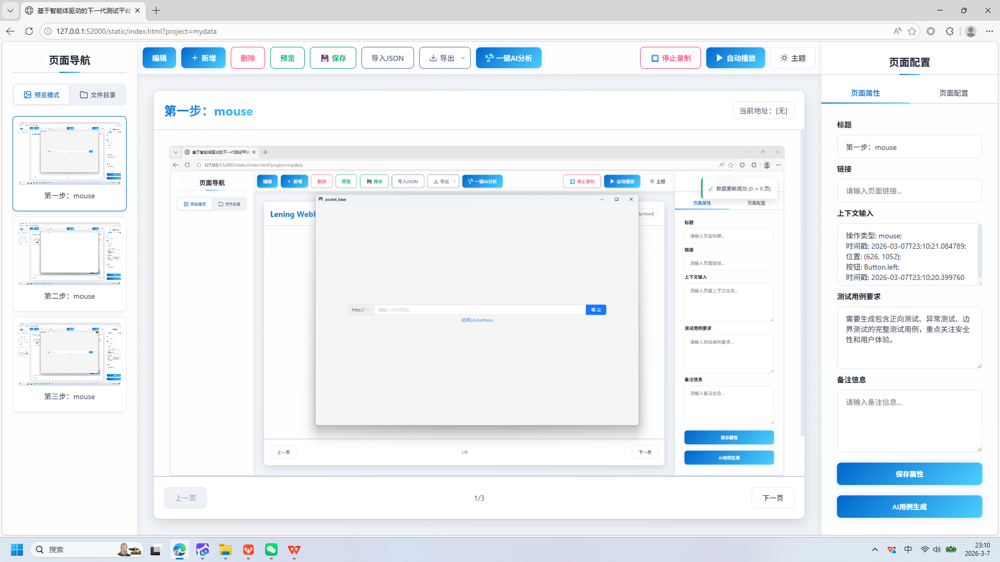 基于智能体驱动的下一代测试平台
127.0.0.1:52000/static/index.html?project=mydata
页面导航
预览模式
文件目录
第一步：mouse
第二步：mouse
第三步：mouse
编辑
新增
删除
预览
保存
导入JSON
导出
一键AI分析
停止录制
自动播放
主题
第一步：mouse
当前地址：[无]
基于智能体驱动的下一代测试平台
127.0.0.1:52000/static/index.html?project=mydata
页面导航
预览模式
文件目录
编辑
新增
删除
预览
保存
导入JSON
导出
一键AI分析
停止录制
自动播放
主题
数据更新成功 (0 → 0 页)
Lening WebF
b/html]
pocket_base
http://
请输入访问地址
确 定
访问pocketbase
上一页
1/0
下一页
页面属性
页面配置
标题
请输入页面标题...
链接
请输入页面链接...
上下文输入
请输入页面上下文信息...
测试用例要求
请输入测试用例要求...
备注信息
请输入备注信息...
保存属性
AI用例生成
上一页
1/3
下一页
页面配置
页面属性
页面配置
标题
第一步：mouse
链接
请输入页面链接...
上下文输入
操作类型: mouse;
时间戳: 2026-03-07T23:10:21.084789;
位置: (626, 1052);
按钮: Button.left;
时间戳: 2026-03-07T23:10:20.399760
测试用例要求
需要生成包含正向测试、异常测试、边
界测试的完整测试用例，重点关注安全
性和用户体验。
备注信息
请输入备注信息...
保存属性
AI用例生成
搜索
中
23:10
2026-3-7